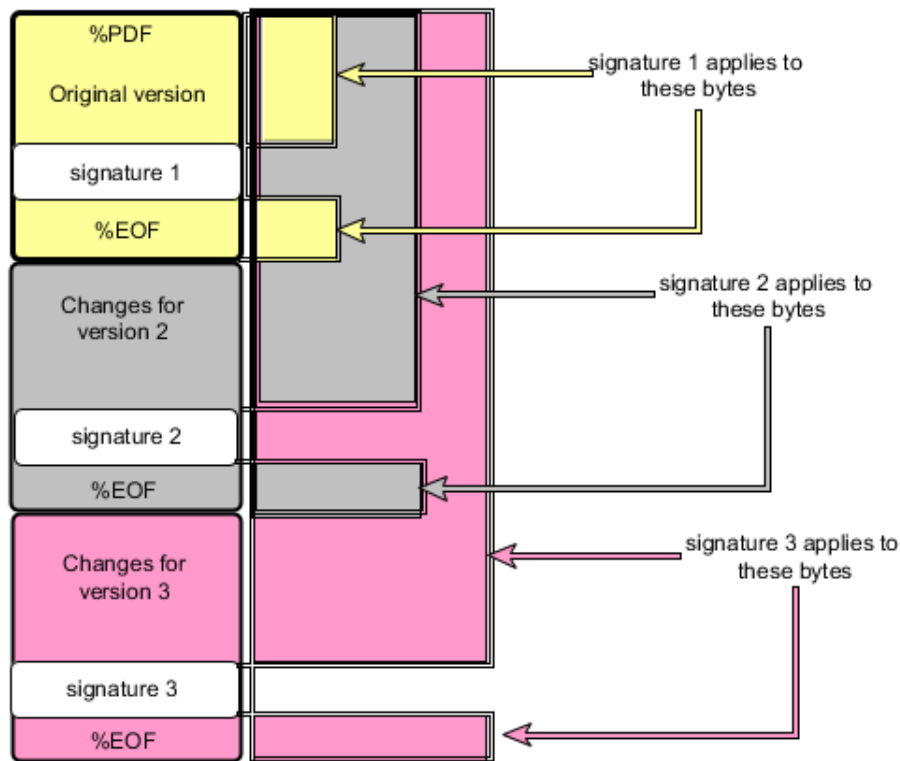 %PDF
Original version
signature 1
%EOF
signature 1 applies to
these bytes
Changes for
version 2
signature 2
%EOF
signature 2 applies to
these bytes
Changes for
version 3
signature 3
%EOF
signature 3 applies to
these bytes